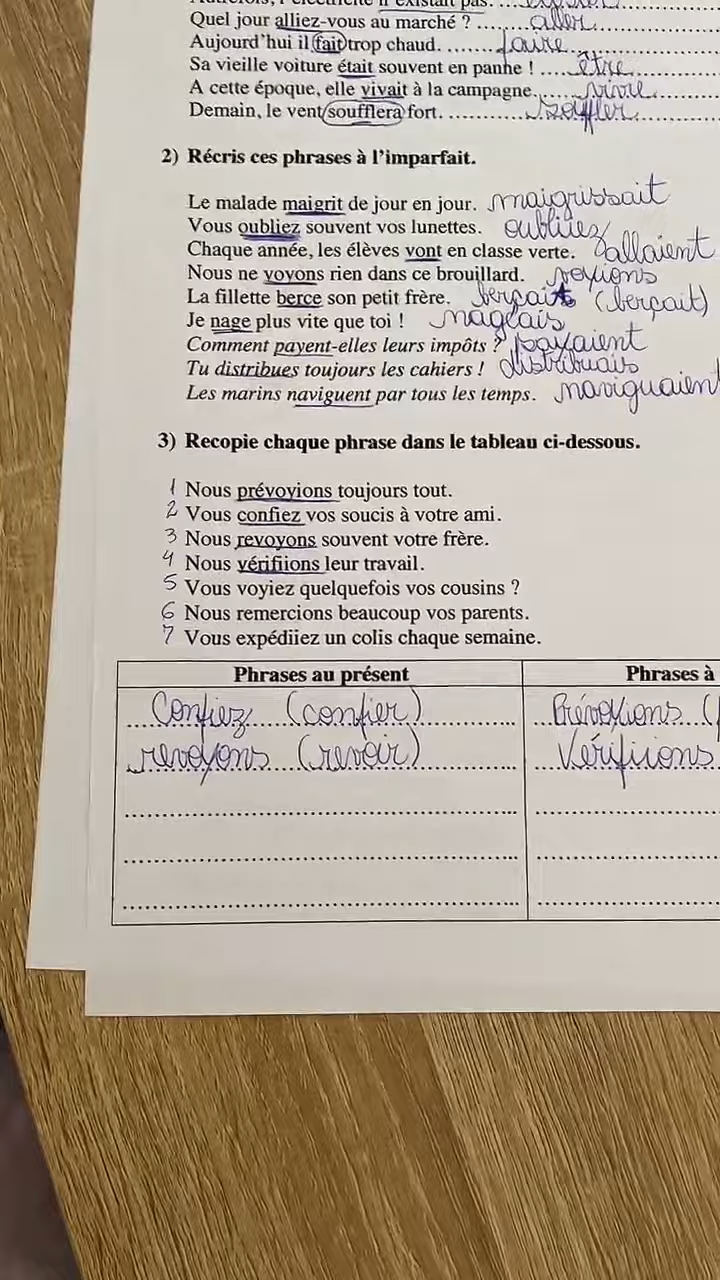 Autrefois, l'électricité n'existait pas.
Quel jour alliez-vous au marché ? ..... aller
Aujourd'hui il fait trop chaud. ....... faire
Sa vieille voiture était souvent en panne ! .... être
A cette époque, elle vivait à la campagne. .... vivre
Demain, le vent soufflera fort. ............... souffler
2) Récris ces phrases à l'imparfait.
Le malade maigrit de jour en jour. maigrissait
Vous oubliez souvent vos lunettes. oubliiez
Chaque année, les élèves vont en classe verte. allaient
Nous ne voyons rien dans ce brouillard. voyions
La fillette berce son petit frère. berçait (berçait)
Je nage plus vite que toi ! nageais
Comment payent-elles leurs impôts ? payaient
Tu distribues toujours les cahiers ! distribuais
Les marins naviguent par tous les temps. naviguaient
3) Recopie chaque phrase dans le tableau ci-dessous.
1 Nous prévoyions toujours tout.
2 Vous confiez vos soucis à votre ami.
3 Nous revoyons souvent votre frère.
4 Nous vérifiions leur travail.
5 Vous voyiez quelquefois vos cousins ?
6 Nous remercions beaucoup vos parents.
7 Vous expédiiez un colis chaque semaine.
Phrases au présent Phrases à
Confiez (confier) Prévoyions (
revoyons (revoir) Vérifiions